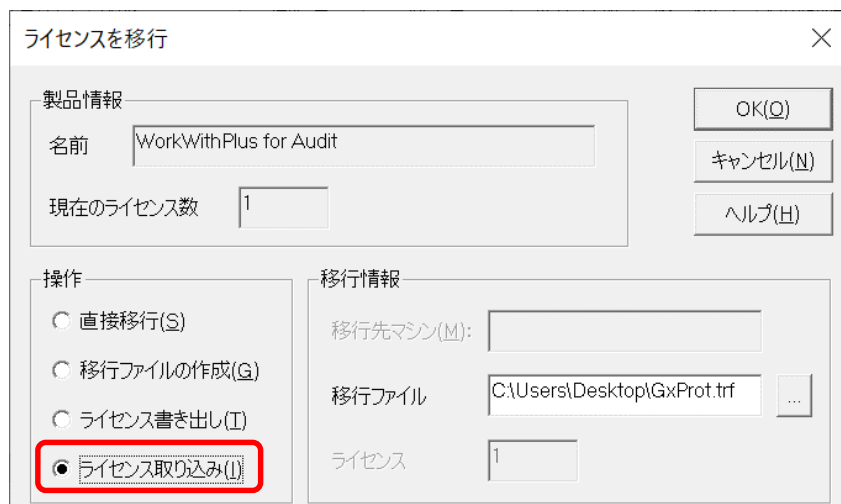 ライセンスを移行
製品情報
名前 WorkWithPlus for Audit
現在のライセンス数 1
OK(O)
キャンセル(N)
ヘルプ(H)
操作
直接移行(S)
移行ファイルの作成(G)
ライセンス書き出し(T)
ライセンス取り込み(I)
移行情報
移行先マシン(M):
移行ファイル C:\Users\Desktop\GxProt.trf ...
ライセンス 1